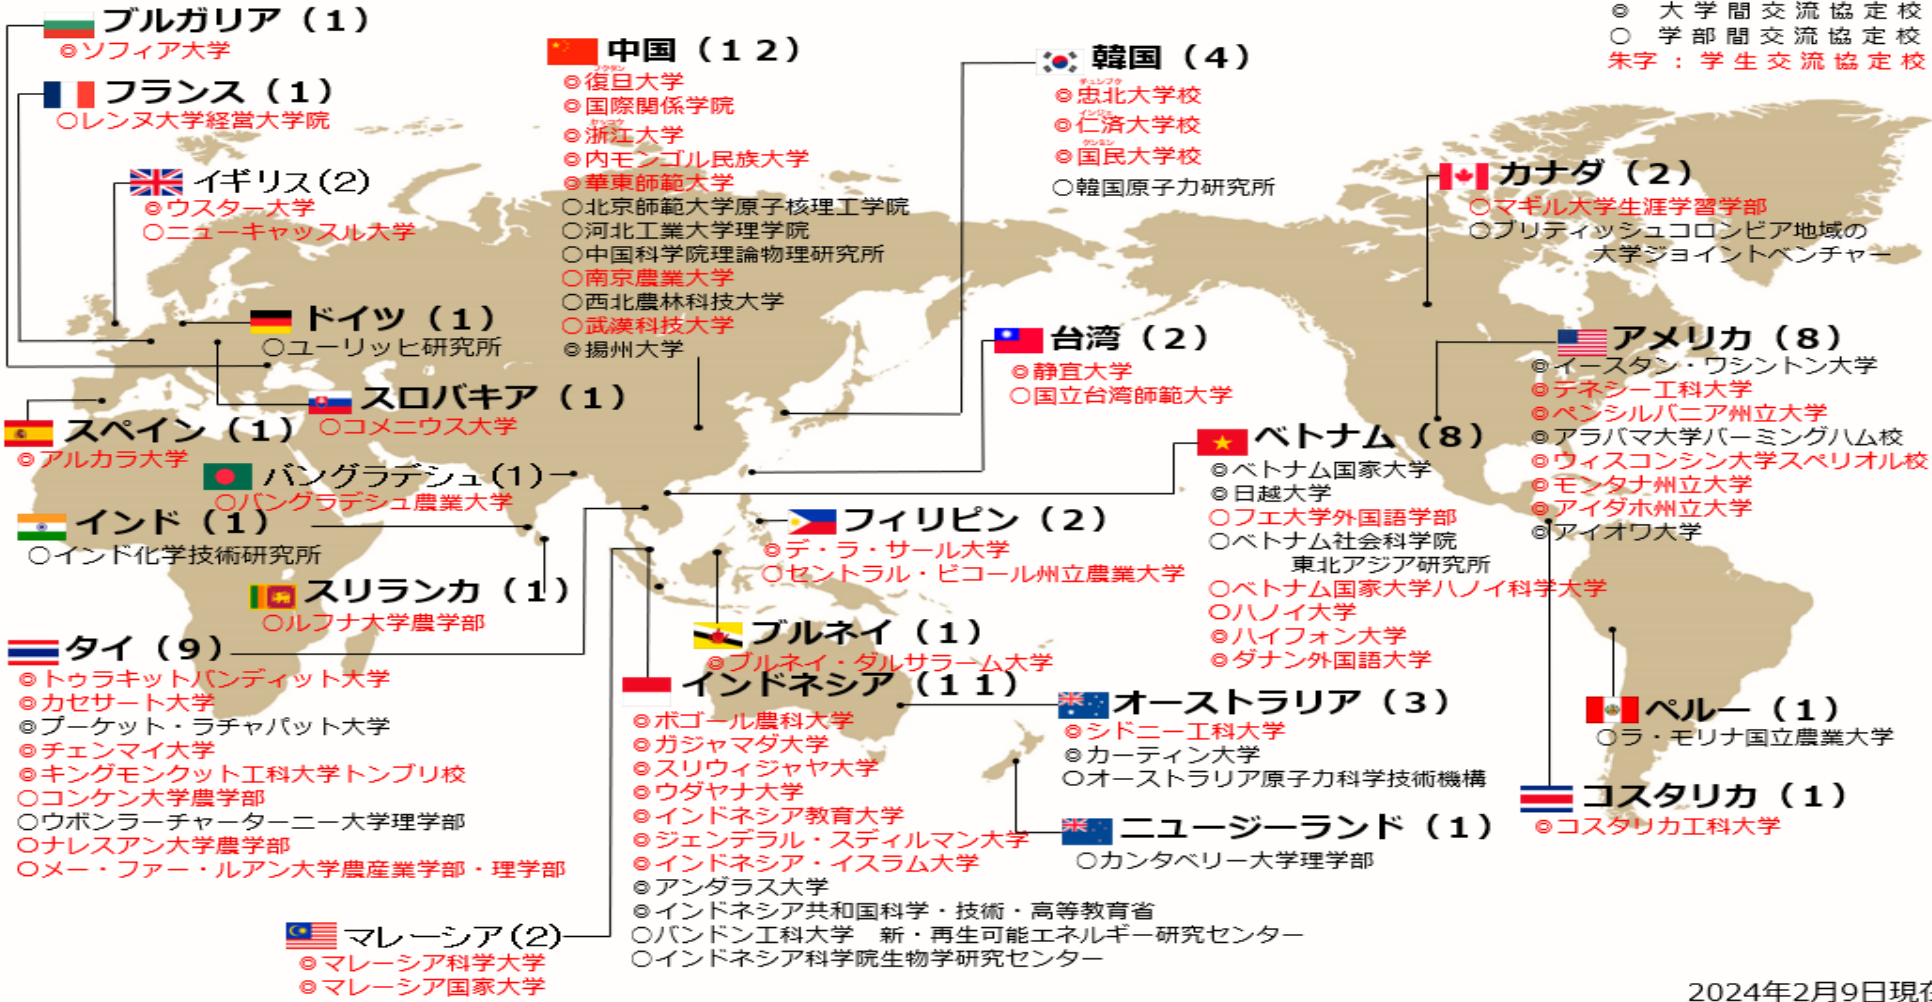 ◎ 大学間交流協定校
○ 学部間交流協定校
朱字：学生交流協定校
ブルガリア（1）
◎ソフィア大学
フランス（1）
○レンヌ大学経営大学院
イギリス(2)
◎ウスター大学
○ニューキャッスル大学
ドイツ（1）
○ユーリッヒ研究所
スロバキア（1）
○コメニウス大学
スペイン（1）
◎アルカラ大学
バングラデシュ(1)
○バングラデシュ農業大学
インド（1）
○インド化学技術研究所
スリランカ（1）
○ルフナ大学農学部
タイ（9）
◎トゥラキットバンディット大学
◎カセサート大学
◎プーケット・ラチャパット大学
◎チェンマイ大学
◎キングモンクット工科大学トンブリ校
○コンケン大学農学部
○ウボンラーチャーターニー大学理学部
○ナレスアン大学農学部
○メー・ファー・ルアン大学農産業学部・理学部
マレーシア(2)
◎マレーシア科学大学
◎マレーシア国家大学
中国（12）
フクタン
◎復旦大学
◎国際関係学院
セッコウ
◎浙江大学
◎内モンゴル民族大学
◎華東師範大学
○北京師範大学原子核理工学院
○河北工業大学理学院
○中国科学院理論物理研究所
○南京農業大学
○西北農林科技大学
○武漢科技大学
◎揚州大学
韓国（4）
チュンブク
◎忠北大学校
インジェ
◎仁済大学校
クンミン
◎国民大学校
○韓国原子力研究所
台湾（2）
◎静宜大学
○国立台湾師範大学
フィリピン（2）
◎デ・ラ・サール大学
○セントラル・ビコール州立農業大学
ブルネイ（1）
◎ブルネイ・ダルサラーム大学
インドネシア（11）
◎ボゴール農科大学
◎ガジャマダ大学
◎スリウィジャヤ大学
◎ウダヤナ大学
◎インドネシア教育大学
◎ジェンデラル・スディルマン大学
◎インドネシア・イスラム大学
◎アンダラス大学
◎インドネシア共和国科学・技術・高等教育省
○バンドン工科大学　新・再生可能エネルギー研究センター
○インドネシア科学院生物学研究センター
ベトナム（8）
◎ベトナム国家大学
◎日越大学
○フエ大学外国語学部
○ベトナム社会科学院
東北アジア研究所
○ベトナム国家大学ハノイ科学大学
○ハノイ大学
◎ハイフォン大学
◎ダナン外国語大学
オーストラリア（3）
◎シドニー工科大学
◎カーティン大学
○オーストラリア原子力科学技術機構
ニュージーランド（1）
○カンタベリー大学理学部
カナダ（2）
○マギル大学生涯学習学部
○ブリティッシュコロンビア地域の
大学ジョイントベンチャー
アメリカ（8）
◎イースタン・ワシントン大学
◎テネシー工科大学
◎ペンシルバニア州立大学
◎アラバマ大学バーミングハム校
◎ウィスコンシン大学スペリオル校
◎モンタナ州立大学
◎アイダホ州立大学
◎アイオワ大学
ペルー（1）
○ラ・モリナ国立農業大学
コスタリカ（1）
◎コスタリカ工科大学
2024年2月9日現在